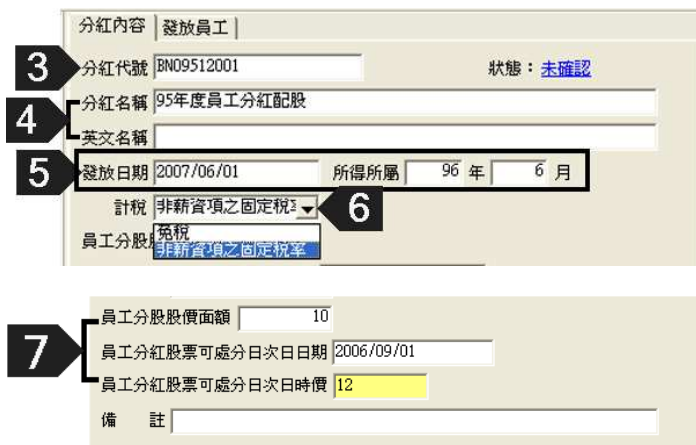 分紅內容 發放員工
3 分紅代號 BN09512001 狀態：未確認
4 分紅名稱 95年度員工分紅配股
英文名稱
5 發放日期 2007/06/01 所得所屬 96 年 6 月
計稅 非薪資項之固定稅率 6
免稅
員工分股 非薪資項之固定稅率
員工分股股價面額 10
7 員工分紅股票可處分日次日日期 2006/09/01
員工分紅股票可處分日次日時價 12
備 註